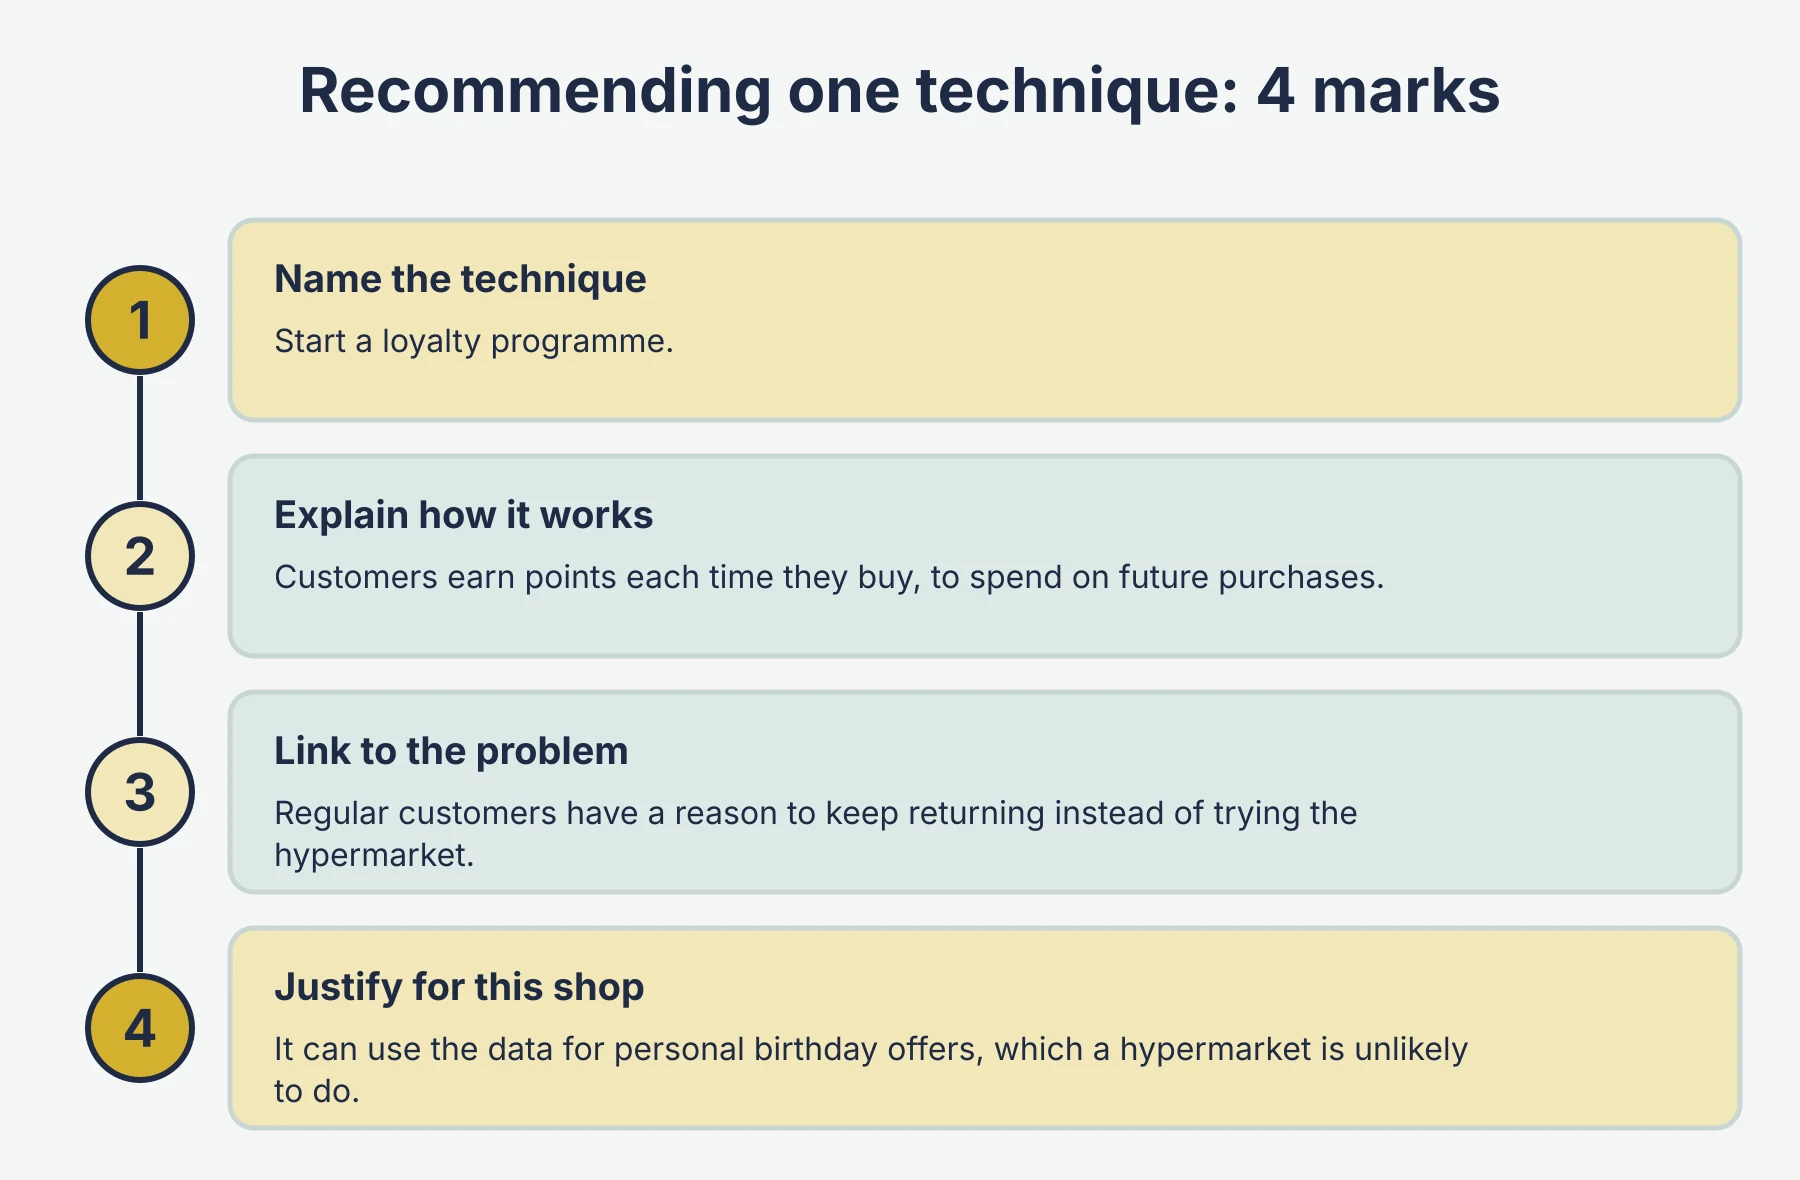 Recommending one technique: 4 marks
1
Name the technique
Start a loyalty programme.
2
Explain how it works
Customers earn points each time they buy, to spend on future purchases.
3
Link to the problem
Regular customers have a reason to keep returning instead of trying the
hypermarket.
4
Justify for this shop
It can use the data for personal birthday offers, which a hypermarket is unlikely
to do.